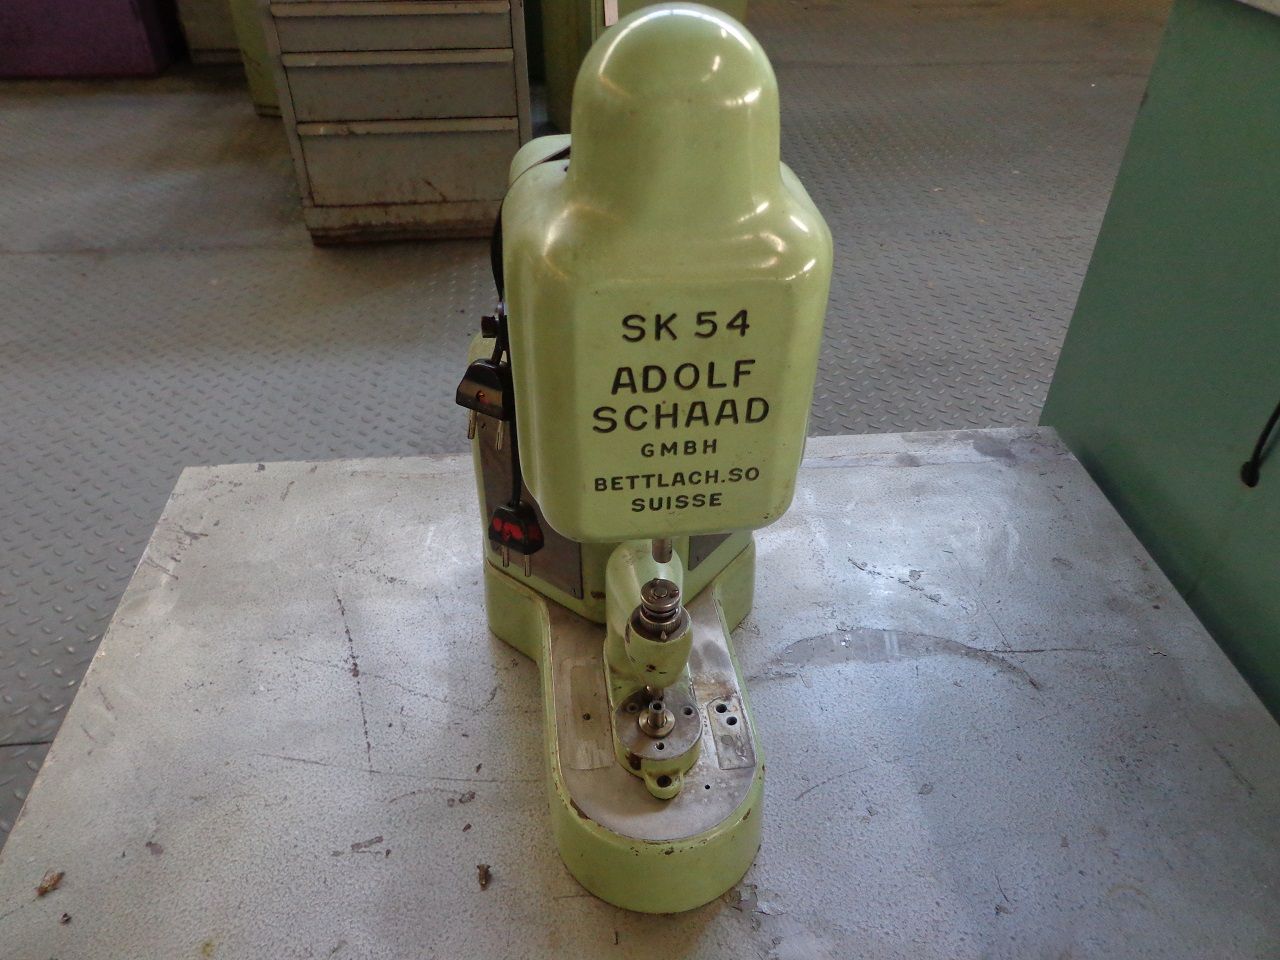 SK 54
ADOLF
SCHAAD
GMBH
BETTLACH.SO
SUISSE